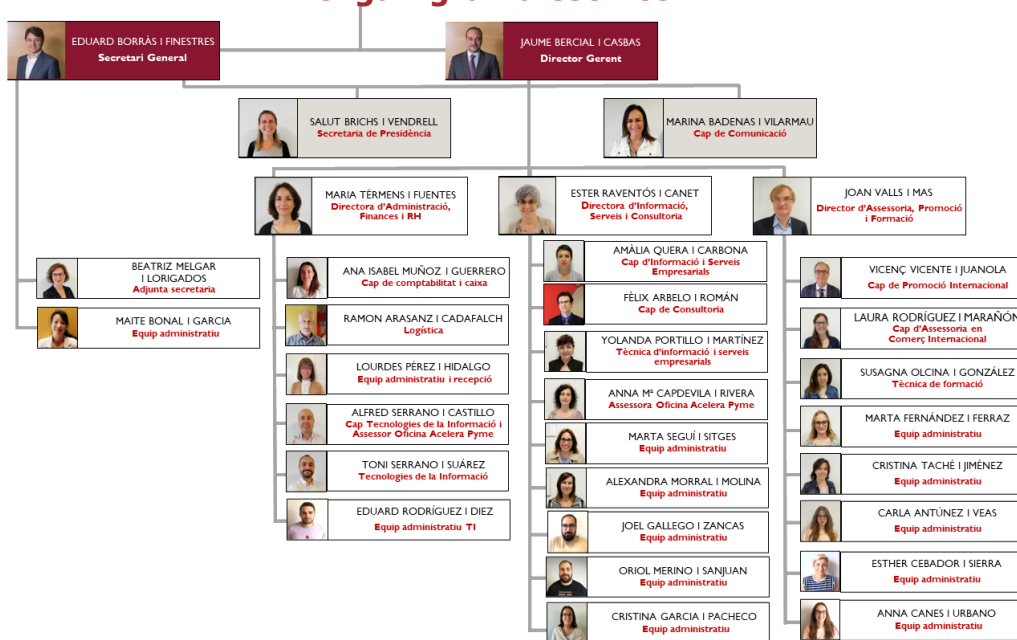 EDUARD BORRÀS I FINESTRES
Secretari General
JAUME BERCIAL I CASBAS
Director Gerent
SALUT BRICHS I VENDRELL
Secretaria de Presidència
MARINA BADENAS I VILARMAU
Cap de Comunicació
MARIA TÉRMENS I FUENTES
Directora d'Administració,
Finances i RH
ESTER RAVENTÓS I CANET
Directora d'Informació,
Serveis i Consultoria
JOAN VALLS I MAS
Director d'Assessoria, Promoció
i Formació
BEATRIZ MELGAR
I LORIGADOS
Adjunta secretaria
MAITE BONAL I GARCIA
Equip administratiu
ANA ISABEL MUÑOZ I GUERRERO
Cap de comptabilitat i caixa
RAMON ARASANZ I CADAFALCH
Logística
LOURDES PÉREZ I HIDALGO
Equip administratiu i recepció
ALFRED SERRANO I CASTILLO
Cap Tecnologies de la Informació i
Assessor Oficina Acelera Pyme
TONI SERRANO I SUÁREZ
Tecnologies de la Informació
EDUARD RODRÍGUEZ I DIEZ
Equip administratiu TI
AMÀLIA QUERA I CARBONA
Cap d'Informació i Serveis
Empresarials
FÈLIX ARBELO I ROMÁN
Cap de Consultoria
YOLANDA PORTILLO I MARTÍNEZ
Tècnica d'informació i serveis
empresarials
ANNA Mª CAPDEVILA I RIVERA
Assessora Oficina Acelera Pyme
MARTA SEGUÍ I SITGES
Equip administratiu
ALEXANDRA MORRAL I MOLINA
Equip administratiu
JOEL GALLEGO I ZANCAS
Equip administratiu
ORIOL MERINO I SANJUAN
Equip administratiu
CRISTINA GARCIA I PACHECO
Equip administratiu
VICENÇ VICENTE I JUANOLA
Cap de Promoció Internacional
LAURA RODRÍGUEZ I MARAÑÓN
Cap d'Assessoria en
Comerç Internacional
SUSAGNA OLCINA I GONZÁLEZ
Tècnica de formació
MARTA FERNÁNDEZ I FERRAZ
Equip administratiu
CRISTINA TACHÉ I JIMÉNEZ
Equip administratiu
CARLA ANTÚNEZ I VEAS
Equip administratiu
ESTHER CEBADOR I SIERRA
Equip administratiu
ANNA CANES I URBANO
Equip administratiu